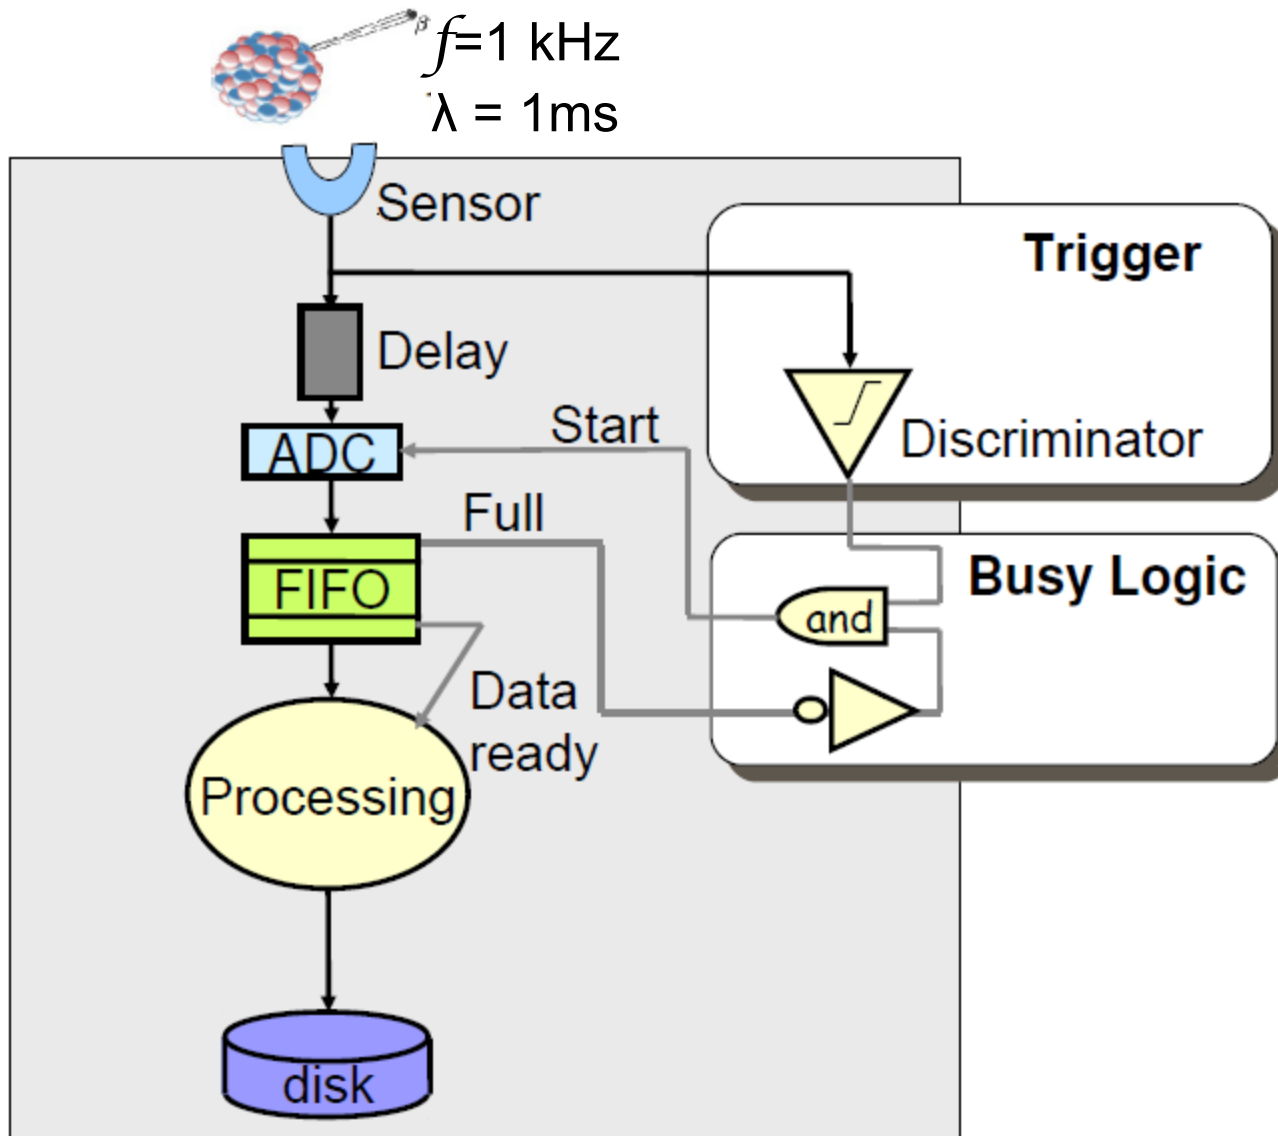 β
f=1 kHz
λ = 1ms
Sensor
Trigger
Delay
Start
Discriminator
ADC
Full
Busy Logic
FIFO
and
Data
ready
Processing
disk